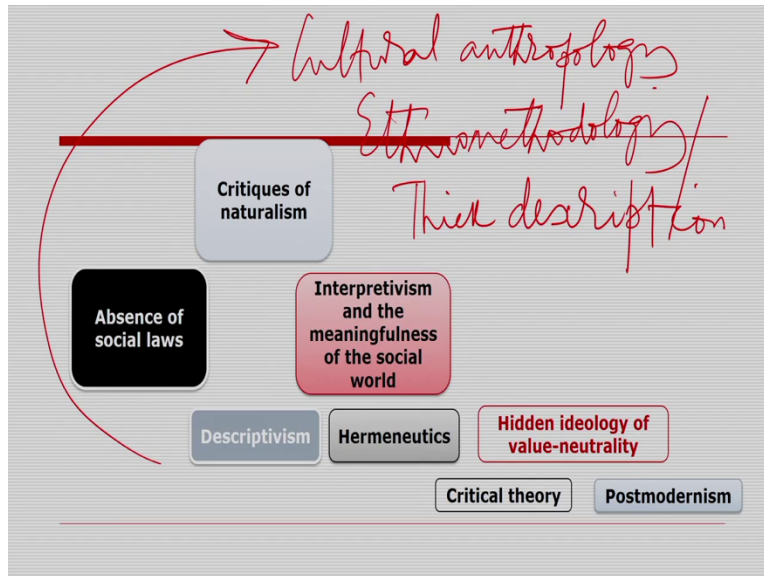 Cultural anthropology
Ethnomethodology/
Thick description
Critiques of
naturalism
Absence of
social laws
Interpretivism
and the
meaningfulness
of the social
world
Descriptivism
Hermeneutics
Hidden ideology of
value-neutrality
Critical theory
Postmodernism